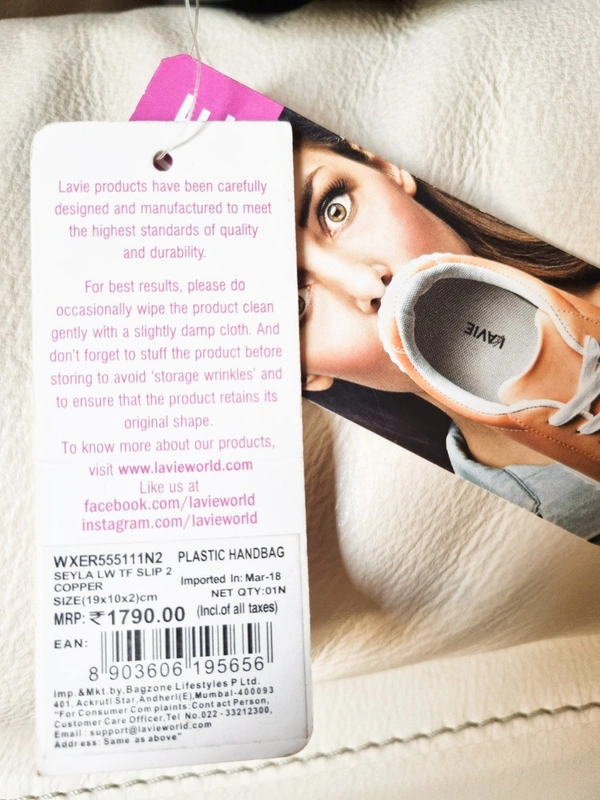 Lavie products have been carefully
designed and manufactured to meet
the highest standards of quality
and durability.
For best results, please do
occasionally wipe the product clean
gently with a slightly damp cloth. And
don't forget to stuff the product before
storing to avoid 'storage wrinkles' and
to ensure that the product retains its
original shape.
To know more about our products,
visit www.lavieworld.com
Like us at
facebook.com/lavieworld
instagram.com/lavieworld
WXER555111N2 PLASTIC HANDBAG
SEYLA LW TF SLIP 2
COPPER
Imported In: Mar-18
SIZE(19x10x2)cm
NET QTY:01N
MRP: ₹1790.00 (Incl.of all taxes)
EAN:
8 903606 195656
Imp.&Mkt.by.Bagzone Lifestyles P Ltd.
401, Ackruti Star,Andheri(E),Mumbai-400093
"For Consumer Complaints:Contact Person,
Customer Care Officer,Tel No.022-33212300,
Email: support@lavieworld.com
Address: Same as above"
LAVIE